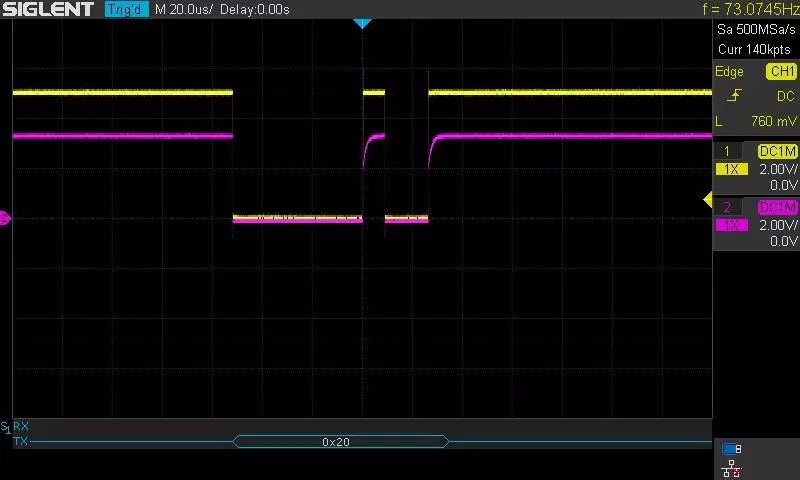 SIGLENT Trig'd M 20.0us/ Delay:0.00s f = 73.0745Hz
Sa 500MSa/s
Curr 140kpts
Edge CH1
DC
L 760 mV
1 DC1M
1X 2.00V/
0.0V
2 DC1M
1X 2.00V/
0.0V
2
S1 RX
TX 0x20